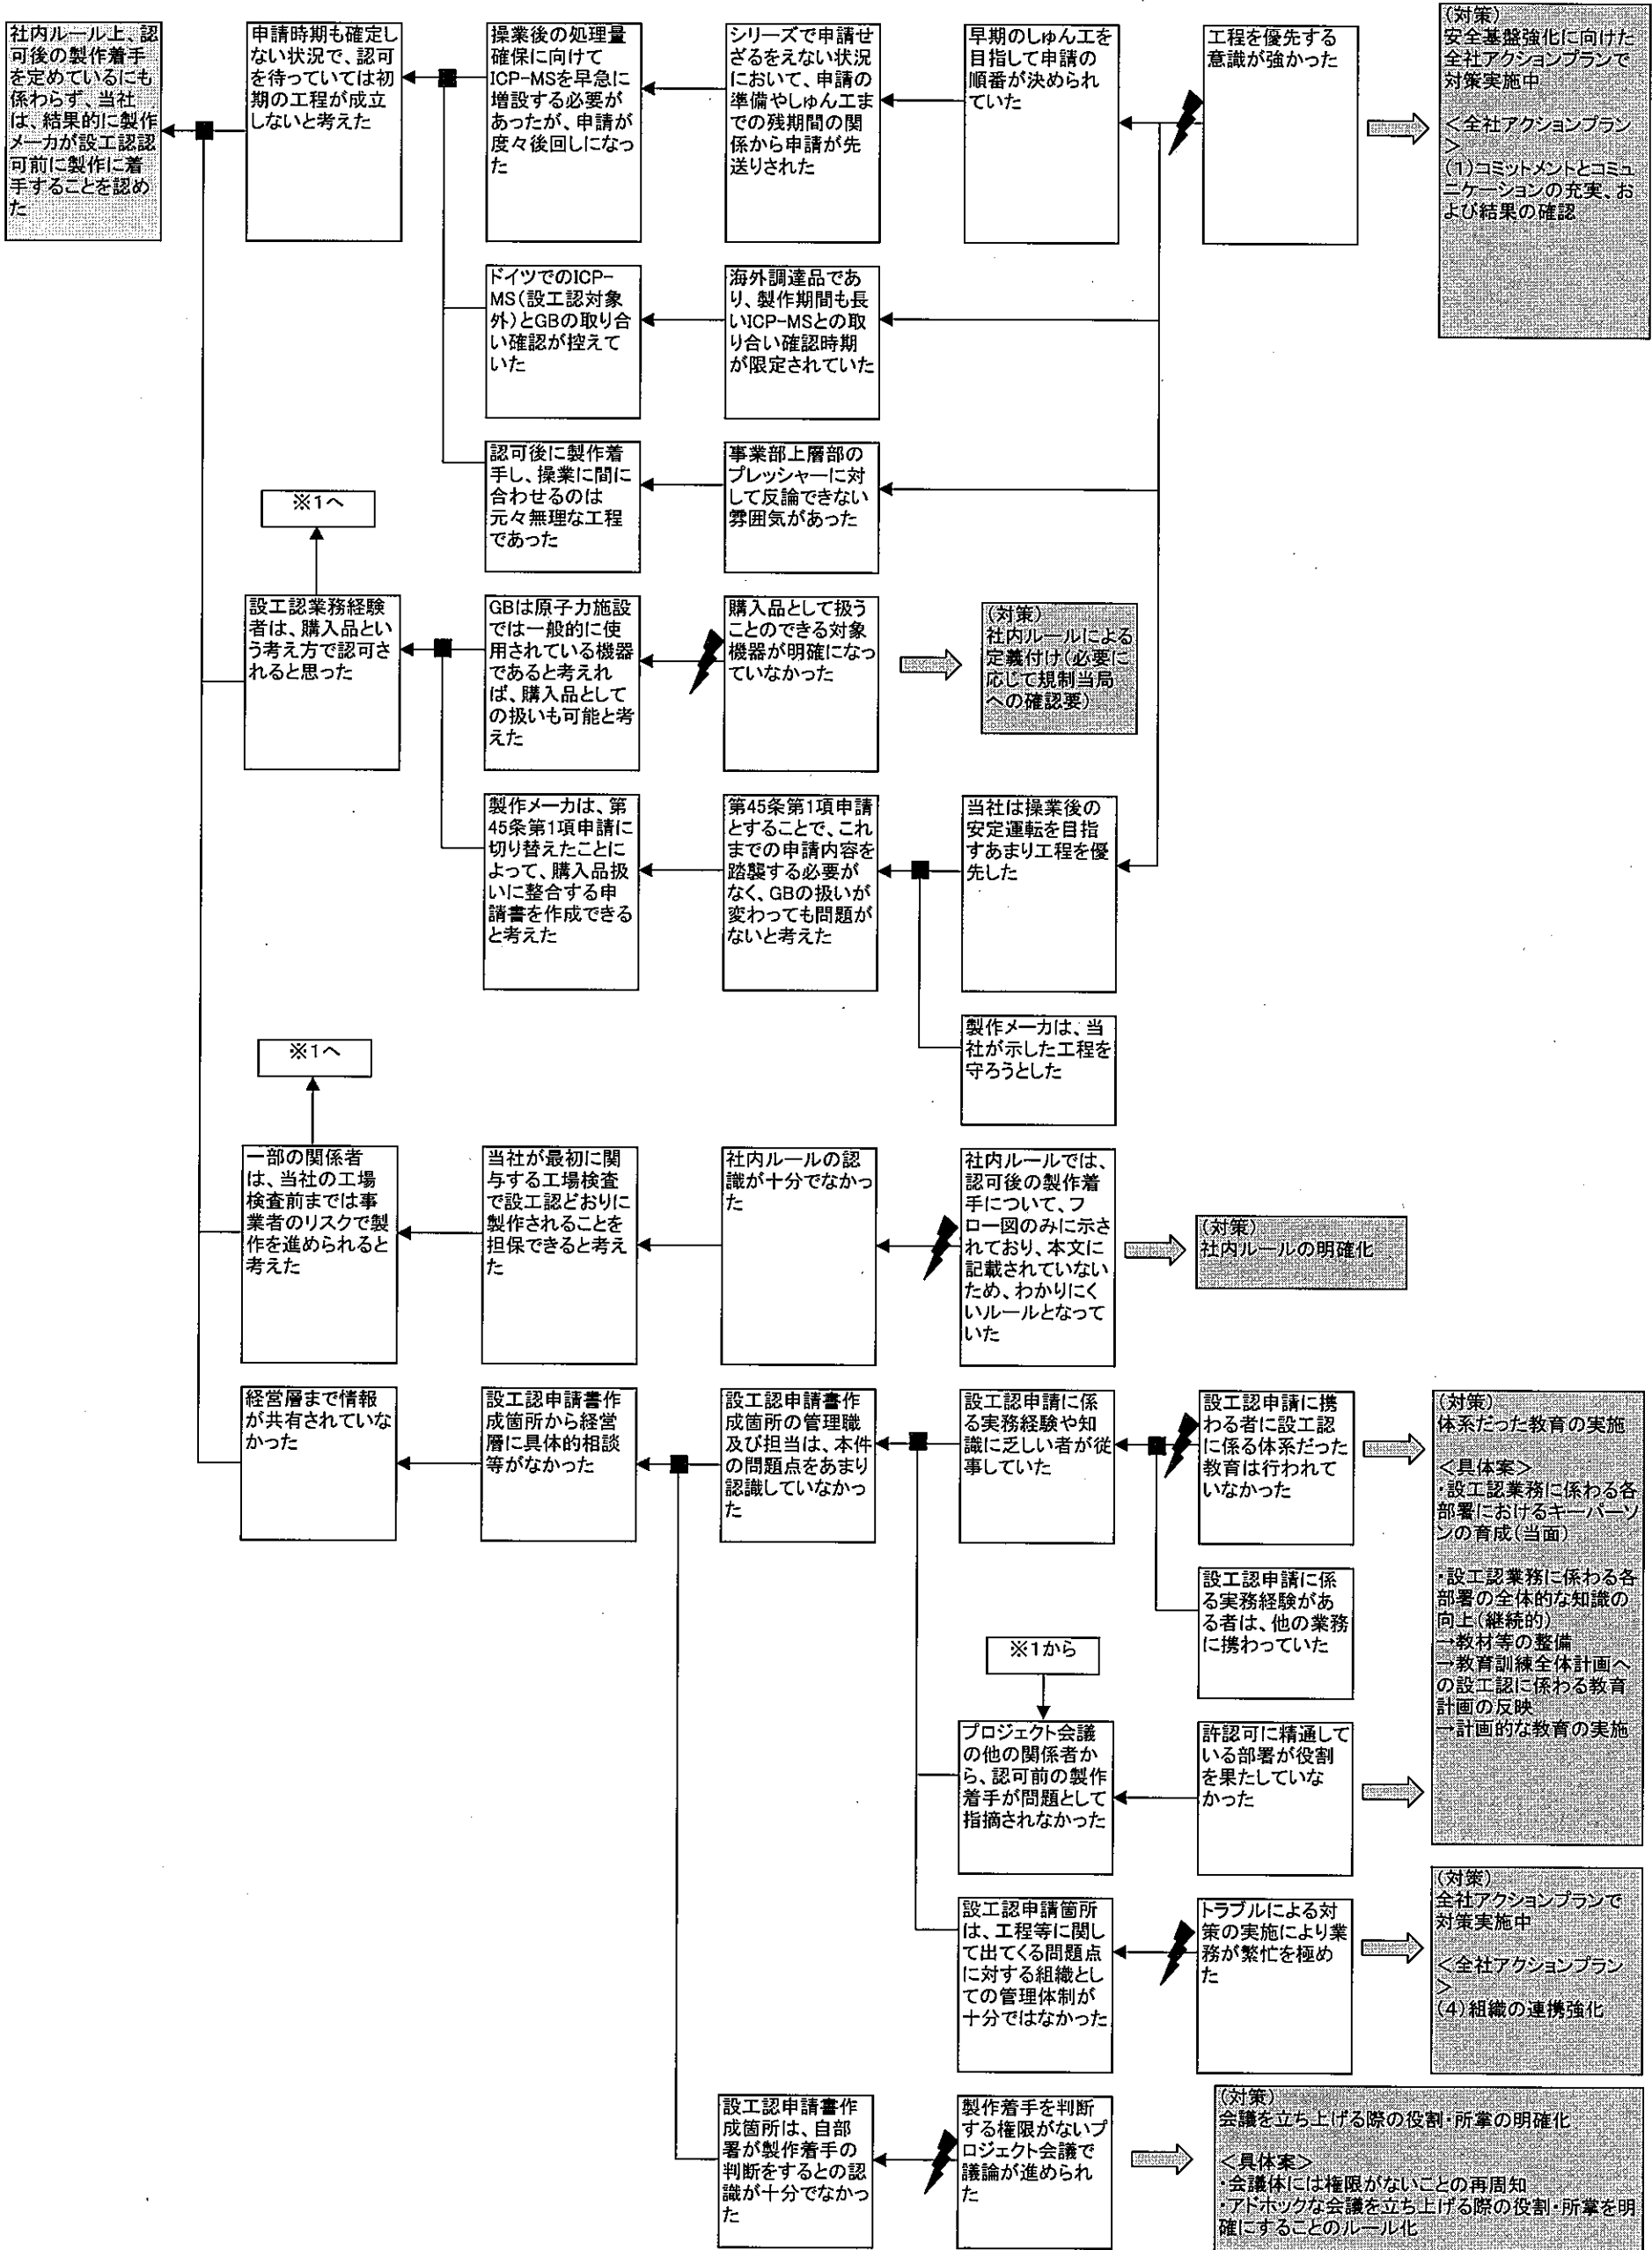 社内ルール上、認
可後の製作着手
を定めているにも
係わらず、当社
は、結果的に製作
メーカが設工認認
可前に製作に着
手することを認め
た
申請時期も確定し
ない状況で、認可
を待っていては初
期の工程が成立
しないと考えた
操業後の処理量
確保に向けて
ICP-MSを早急に
増設する必要が
あったが、申請が
度々後回しになっ
た
シリーズで申請せ
ざるをえない状況
において、申請の
準備やしゅん工ま
での残期間の関
係から申請が先
送りされた
早期のしゅん工を
目指して申請の
順番が決められ
ていた
工程を優先する
意識が強かった
(対策)
安全基盤強化に向けた
全社アクションプランで
対策実施中
<全社アクションプラン
>
(1)コミットメントとコミュ
ニケーションの充実、お
よび結果の確認
ドイツでのICP-
MS(設工認対象
外)とGBの取り合
い確認が控えて
いた
海外調達品であ
り、製作期間も長
いICP-MSとの取
り合い確認時期
が限定されていた
認可後に製作着
手し、操業に間に
合わせるのは
元々無理な工程
であった
事業部上層部の
プレッシャーに対
して反論できない
雰囲気があった
※1へ
設工認業務経験
者は、購入品とい
う考え方で認可さ
れると思った
GBは原子力施設
では一般的に使
用されている機器
であると考えれ
ば、購入品として
の扱いも可能と考
えた
購入品として扱う
ことのできる対象
機器が明確になっ
ていなかった
(対策)
社内ルールによる
定義付け(必要に
応じて規制当局
への確認要)
製作メーカは、第
45条第1項申請に
切り替えたことに
よって、購入品扱
いに整合する申
請書を作成できる
と考えた
第45条第1項申請
とすることで、これ
までの申請内容を
踏襲する必要が
なく、GBの扱いが
変わっても問題が
ないと考えた
当社は操業後の
安定運転を目指
すあまり工程を優
先した
製作メーカは、当
社が示した工程を
守ろうとした
※1へ
一部の関係者
は、当社の工場
検査前までは事
業者のリスクで製
作を進められると
考えた
当社が最初に関
与する工場検査
で設工認どおりに
製作されることを
担保できると考え
た
社内ルールの認
識が十分でなかっ
た
社内ルールでは、
認可後の製作着
手について、フ
ロー図のみに示さ
れており、本文に
記載されていない
ため、わかりにく
いルールとなって
いた
(対策)
社内ルールの明確化
経営層まで情報
が共有されていな
かった
設工認申請書作
成箇所から経営
層に具体的相談
等がなかった
設工認申請書作
成箇所の管理職
及び担当は、本件
の問題点をあまり
認識していなかっ
た
設工認申請に係
る実務経験や知
識に乏しい者が従
事していた
設工認申請に携
わる者に設工認
に係る体系だった
教育は行われて
いなかった
(対策)
体系だった教育の実施
<具体案>
・設工認業務に係わる各
部署におけるキーパーソ
ンの育成(当面)
・設工認業務に係わる各
部署の全体的な知識の
向上(継続的)
→教材等の整備
→教育訓練全体計画へ
の設工認に係わる教育
計画の反映
→計画的な教育の実施
設工認申請に係
る実務経験があ
る者は、他の業務
に携わっていた
※1から
プロジェクト会議
の他の関係者か
ら、認可前の製作
着手が問題として
指摘されなかった
許認可に精通して
いる部署が役割
を果たしていな
かった
設工認申請箇所
は、工程等に関し
て出てくる問題点
に対する組織とし
ての管理体制が
十分ではなかった
トラブルによる対
策の実施により業
務が繁忙を極め
た
(対策)
全社アクションプランで
対策実施中
<全社アクションプラン
>
(4)組織の連携強化
設工認申請書作
成箇所は、自部
署が製作着手の
判断をするとの認
識が十分でなかっ
た
製作着手を判断
する権限がないプ
ロジェクト会議で
議論が進められ
た
(対策)
会議を立ち上げる際の役割・所掌の明確化
<具体案>
・会議体には権限がないことの再周知
・アドホックな会議を立ち上げる際の役割・所掌を明
確にすることのルール化